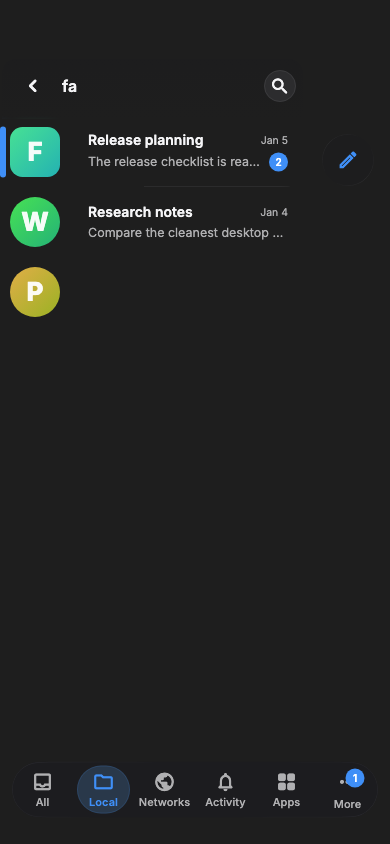 fa
F
Release planning
Jan 5
The release checklist is rea...
2
W
Research notes
Jan 4
Compare the cleanest desktop ...
P
1
All
Local
Networks
Activity
Apps
More